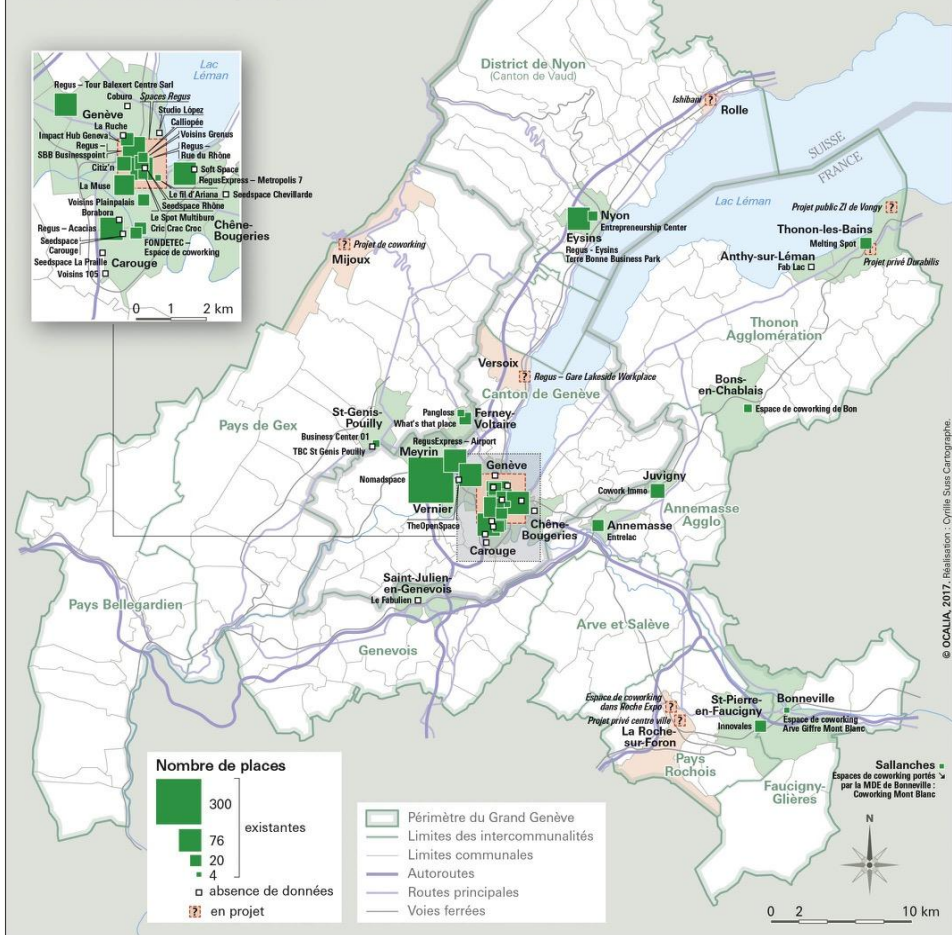 Lac
Léman
Regus – Tour Balexert Centre Sarl
Coburo
Spaces Regus
Genève
Studio López
La Ruche
Calliopée
Impact Hub Geneva
Voisins Grenus
Regus –
SBB Businesspoint
Regus –
Rue du Rhône
Citiz'n
Soft Space
RegusExpress – Metropolis 7
La Muse
Le fil d'Ariana
Seedspace Chevillarde
Seedspace Rhône
Voisins Plainpalais
Borabora
Le Spot Multiburo
Regus – Acacias
Cric Crac Croc
Chêne-
Bougeries
Seedspace
Carouge
FONDETEC –
Espace de coworking
Seedspace La Praille
Carouge
Voisins 105
0 1 2 km
District de Nyon
(Canton de Vaud)
Ishibani
Rolle
SUISSE
FRANCE
Lac Léman
Projet public ZI de Vongy
Nyon
Entrepreneurship Center
Eysins
Regus - Eysins
Terre Bonne Business Park
Thonon-les-Bains
Melting Spot
Anthy-sur-Léman
Fab Lac
Projet privé Durabilis
Projet de coworking
Mijoux
Thonon
Agglomération
Versoix
Regus – Gare Lakeside Workplace
Canton de Genève
Bons-
en-Chablais
Espace de coworking de Bon
Pays de Gex
St-Genis-
Pouilly
Business Center 01
TBC St Génis Pouilly
Pangless
What's that place
Ferney-
Voltaire
RegusExpress – Airport
Meyrin
Genève
Nomadspace
Vernier
TheOpenSpace
Chêne-
Bougeries
Carouge
Juvigny
Cowork Immo
Annemasse
Agglo
Annemasse
Entrelac
Saint-Julien-
en-Genevois
Le Fabulien
Pays Bellegardien
Genevois
Arve et Salève
Espace de coworking
dans Roche Expo
Projet privé centre ville
La Roche-
sur-Foron
St-Pierre-
en-Faucigny
Innovales
Bonneville
Espace de coworking
Arve Giffre Mont Blanc
Pays
Rochois
Faucigny-
Glières
Sallanches
Espaces de coworking portés
par la MDE de Bonneville :
Coworking Mont Blanc
© OCALIA, 2017. Réalisation : Cyrille Suss Cartographe.
Nombre de places
300
76
20
4
existantes
absence de données
? en projet
Périmètre du Grand Genève
Limites des intercommunalités
Limites communales
Autoroutes
Routes principales
Voies ferrées
N
0 2 10 km